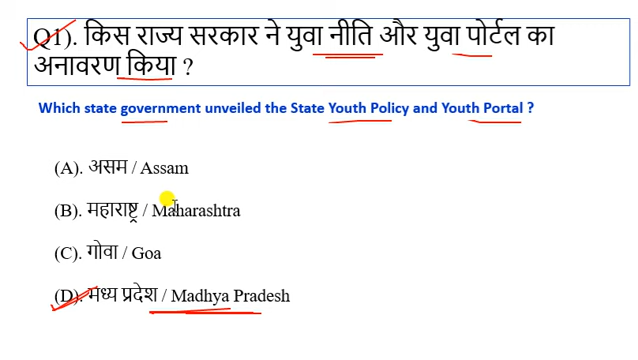 Q1). किस राज्य सरकार ने युवा नीति और युवा पोर्टल का
अनावरण किया ?
Which state government unveiled the State Youth Policy and Youth Portal ?
(A). असम / Assam
(B). महाराष्ट्र / Maharashtra
(C). गोवा / Goa
(D). मध्य प्रदेश / Madhya Pradesh